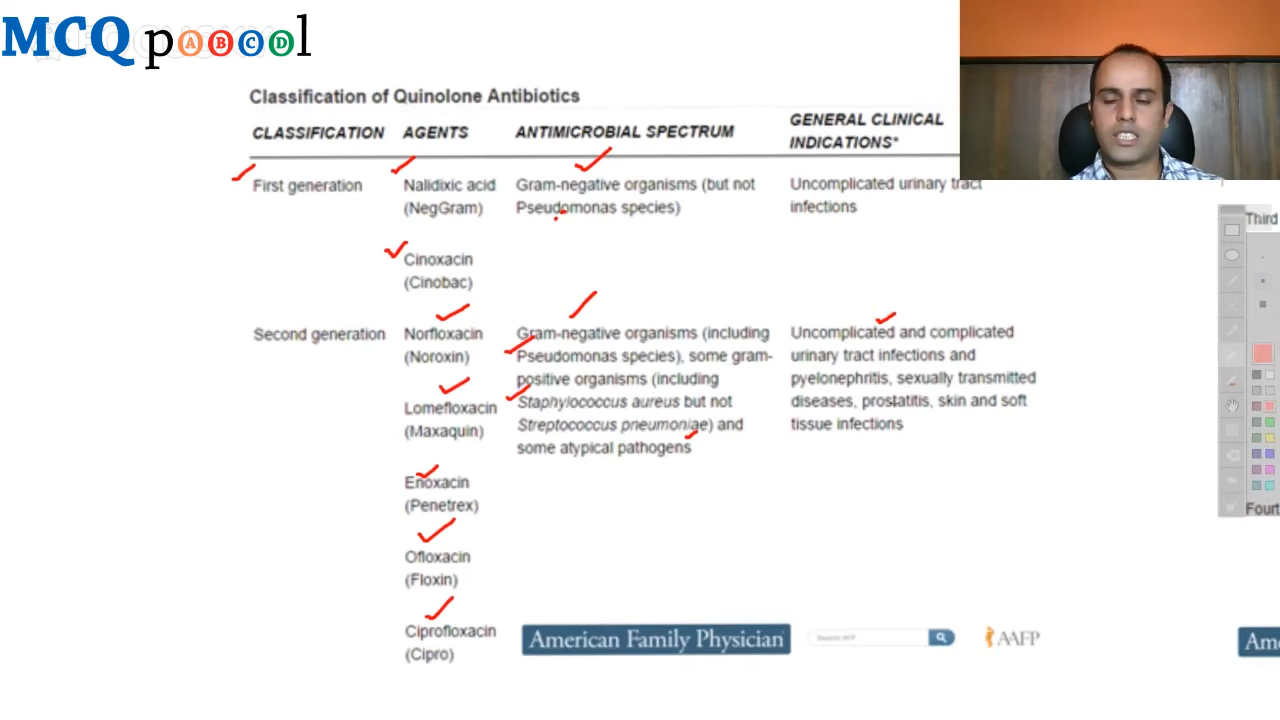 MCQ pABCDol
Classification of Quinolone Antibiotics
CLASSIFICATION AGENTS ANTIMICROBIAL SPECTRUM GENERAL CLINICAL
INDICATIONS*
First generation Nalidixic acid Gram-negative organisms (but not Uncomplicated urinary tract
(NegGram) Pseudomonas species) infections
Cinoxacin
(Cinobac)
Second generation Norfloxacin Gram-negative organisms (including Uncomplicated and complicated
(Noroxin) Pseudomonas species), some gram- urinary tract infections and
positive organisms (including pyelonephritis, sexually transmitted
Lomefloxacin Staphylococcus aureus but not diseases, prostatitis, skin and soft
(Maxaquin) Streptococcus pneumoniae) and tissue infections
some atypical pathogens
Enoxacin
(Penetrex)
Ofloxacin
(Floxin)
Ciprofloxacin
(Cipro)
American Family Physician
Search AFP
AAFP
Third
Fourt
Am